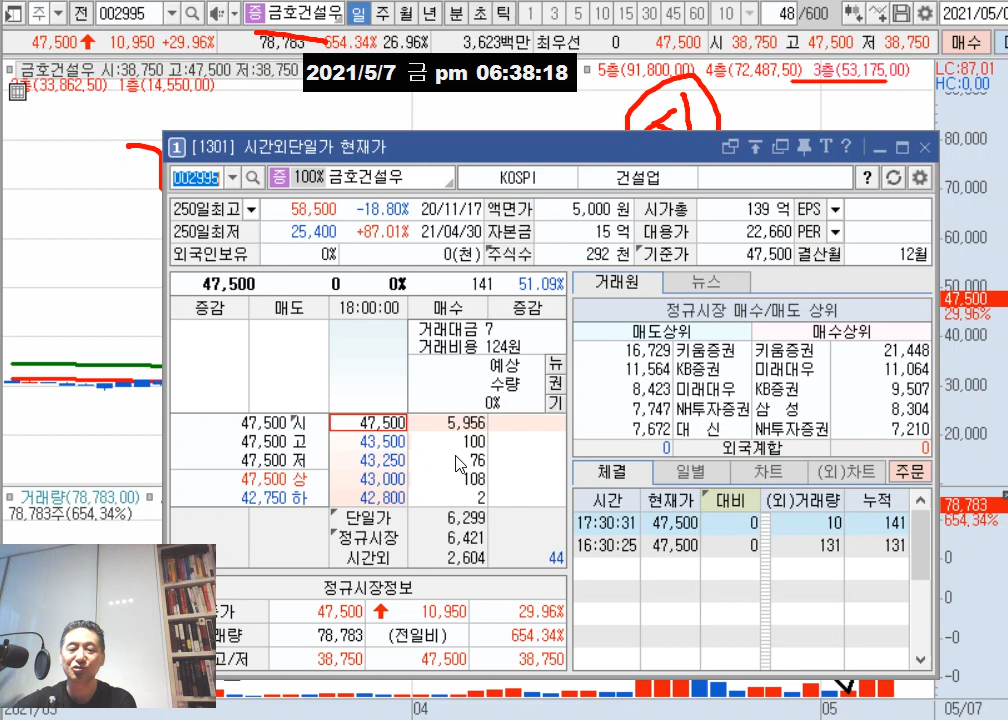 주 전 002995 증 금호건설우 일 주 월 년 분 초 틱 1 3 5 10 15 30 45 60 10 48 /600 2021/05/0
47,500 10,950 +29.96% 78,783 654.34% 26.96% 3,623백만 최우선 0 47,500 시 38,750 고 47,500 저 38,750 매수
금호건설우 시:38,750 고:47,500 저:38,750
2021/5/7 금 pm 06:38:18
5층(91,800.00) 4층(72,487,50) 3층(53,175,00) LC:87,01
(33,862,50) 1층(14,550,00) HC:0,00
80,000
70,000
60,000
50,000
47,500
29,96%
40,000
30,000
20,000
1 [1301] 시간외단일가 현재가 T ?
002995 증 100% 금호건설우 KOSPI 건설업 ?
250일최고 58,500 -18.80% 20/11/17 액면가 5,000 원 시가총 139 억 EPS
250일최저 25,400 +87.01% 21/04/30 자본금 15 억 대용가 22,660 PER
외국인보유 0% 0(천) 주식수 292 천 기준가 47,500 결산월 12월
47,500 0 0% 141 51.09%
증감 매도 18:00:00 매수 증감
거래대금 7
거래비용 124원
예상
수량
0%
뉴
권
기
47,500 시 47,500 5,956
47,500 고 43,500 100
47,500 저 43,250 76
47,500 상 43,000 108
42,750 하 42,800 2
단일가 6,299
정규시장 6,421
시간외 2,604 44
정규시장정보
가 47,500 10,950 29.96%
래량 78,783 (전일비) 654.34%
고/저 38,750 47,500 38,750
거래원 뉴스
정규시장 매수/매도 상위
매도상위 매수상위
16,729 키움증권 키움증권 21,448
11,564 KB증권 미래대우 11,064
8,423 미래대우 KB증권 9,507
7,747 NH투자증권 삼 성 8,304
7,672 대 신 NH투자증권 7,210
0 외국계합 0
체결 일별 차트 (외)차트 주문
시간 현재가 대비 (외)거래량 누적
17:30:31 47,500 0 10 141
16:30:25 47,500 0 131 131
거래량(78,783,00)
78,783주(654,34%)
78,783
654,34%
-0
-0
-0
-0
2021/03 04 05 05/07